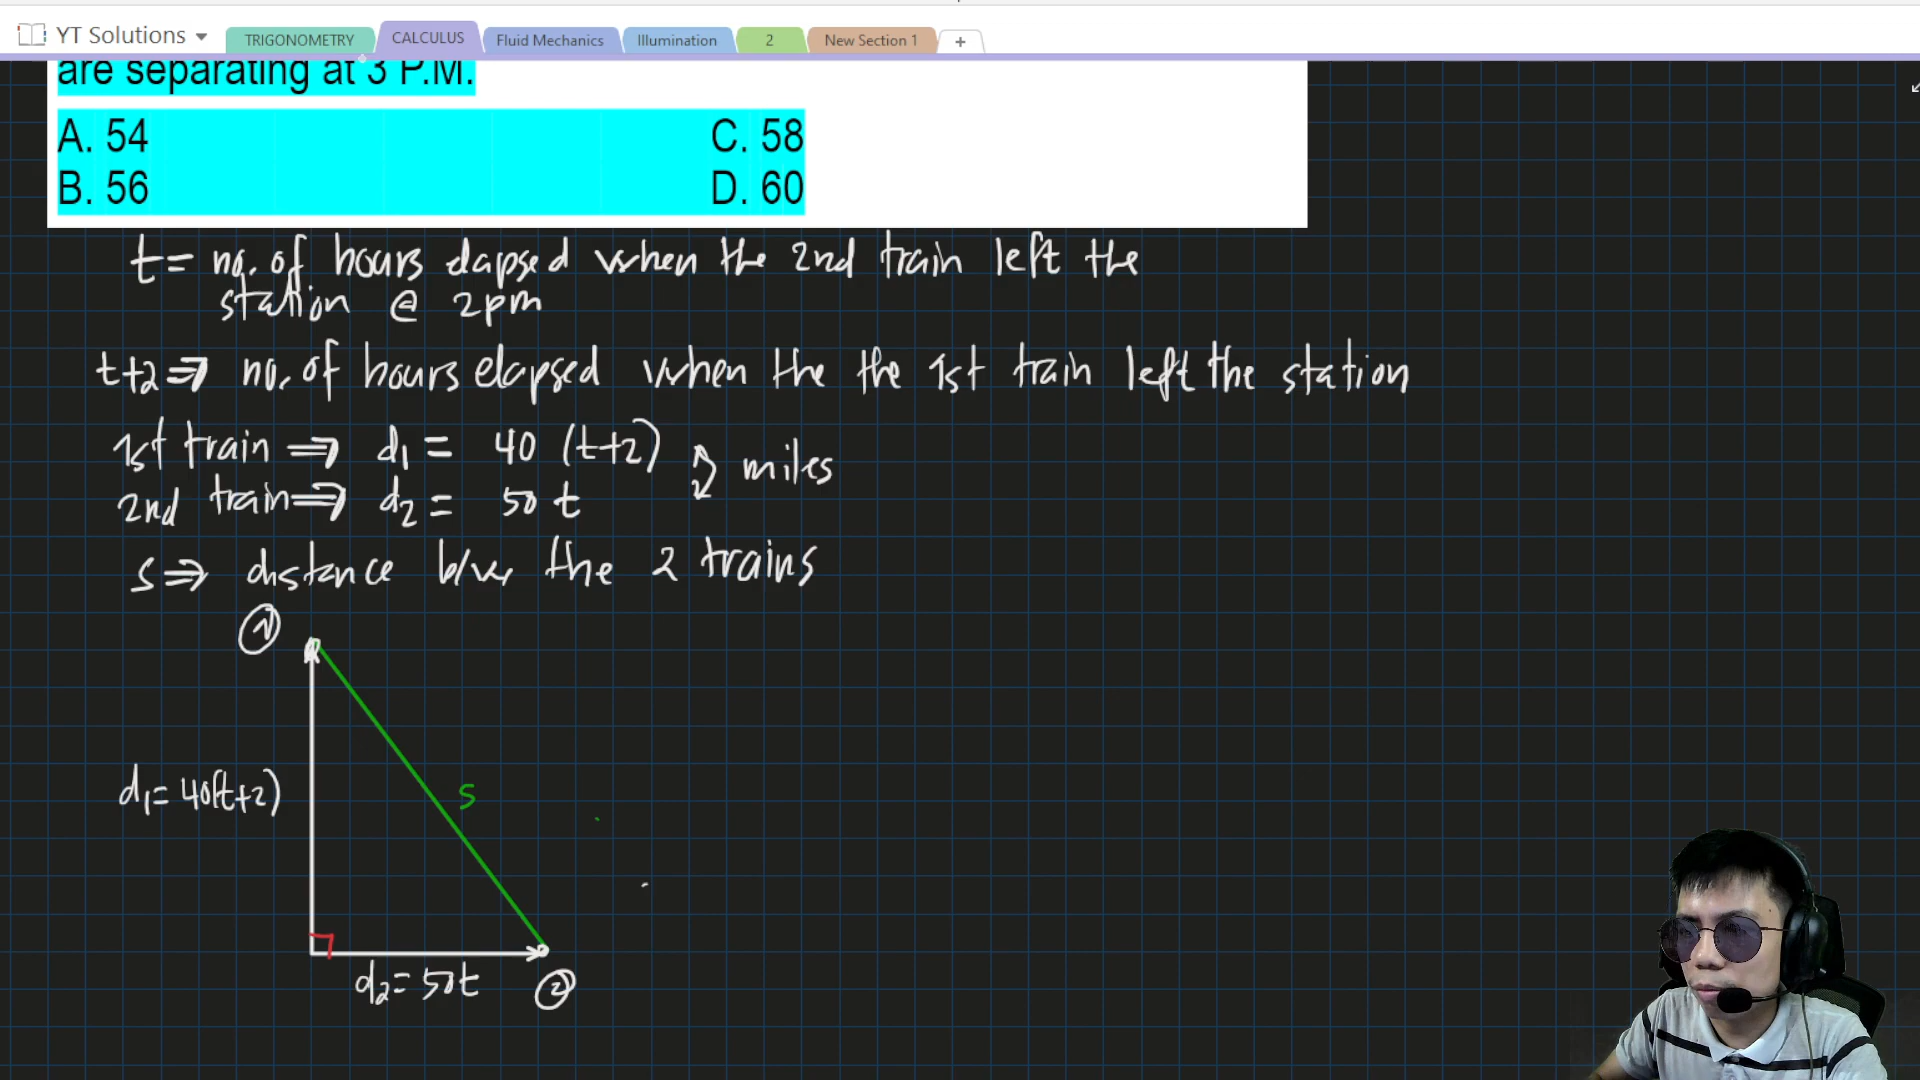 YT Solutions
TRIGONOMETRY CALCULUS Fluid Mechanics Illumination 2 New Section 1 +
are separating at 3 P.M.
A. 54 C. 58
B. 56 D. 60
t = no. of hours elapsed when the 2nd train left the
station @ 2pm
t+2 ⇒ no. of hours elapsed when the the 1st train left the station
1st train ⇒ d1 = 40 (t+2)
miles
2nd train ⇒ d2 = 50 t
s ⇒ distance b/w the 2 trains
1
d1 = 40(t+2)
s
d2 = 50t
2